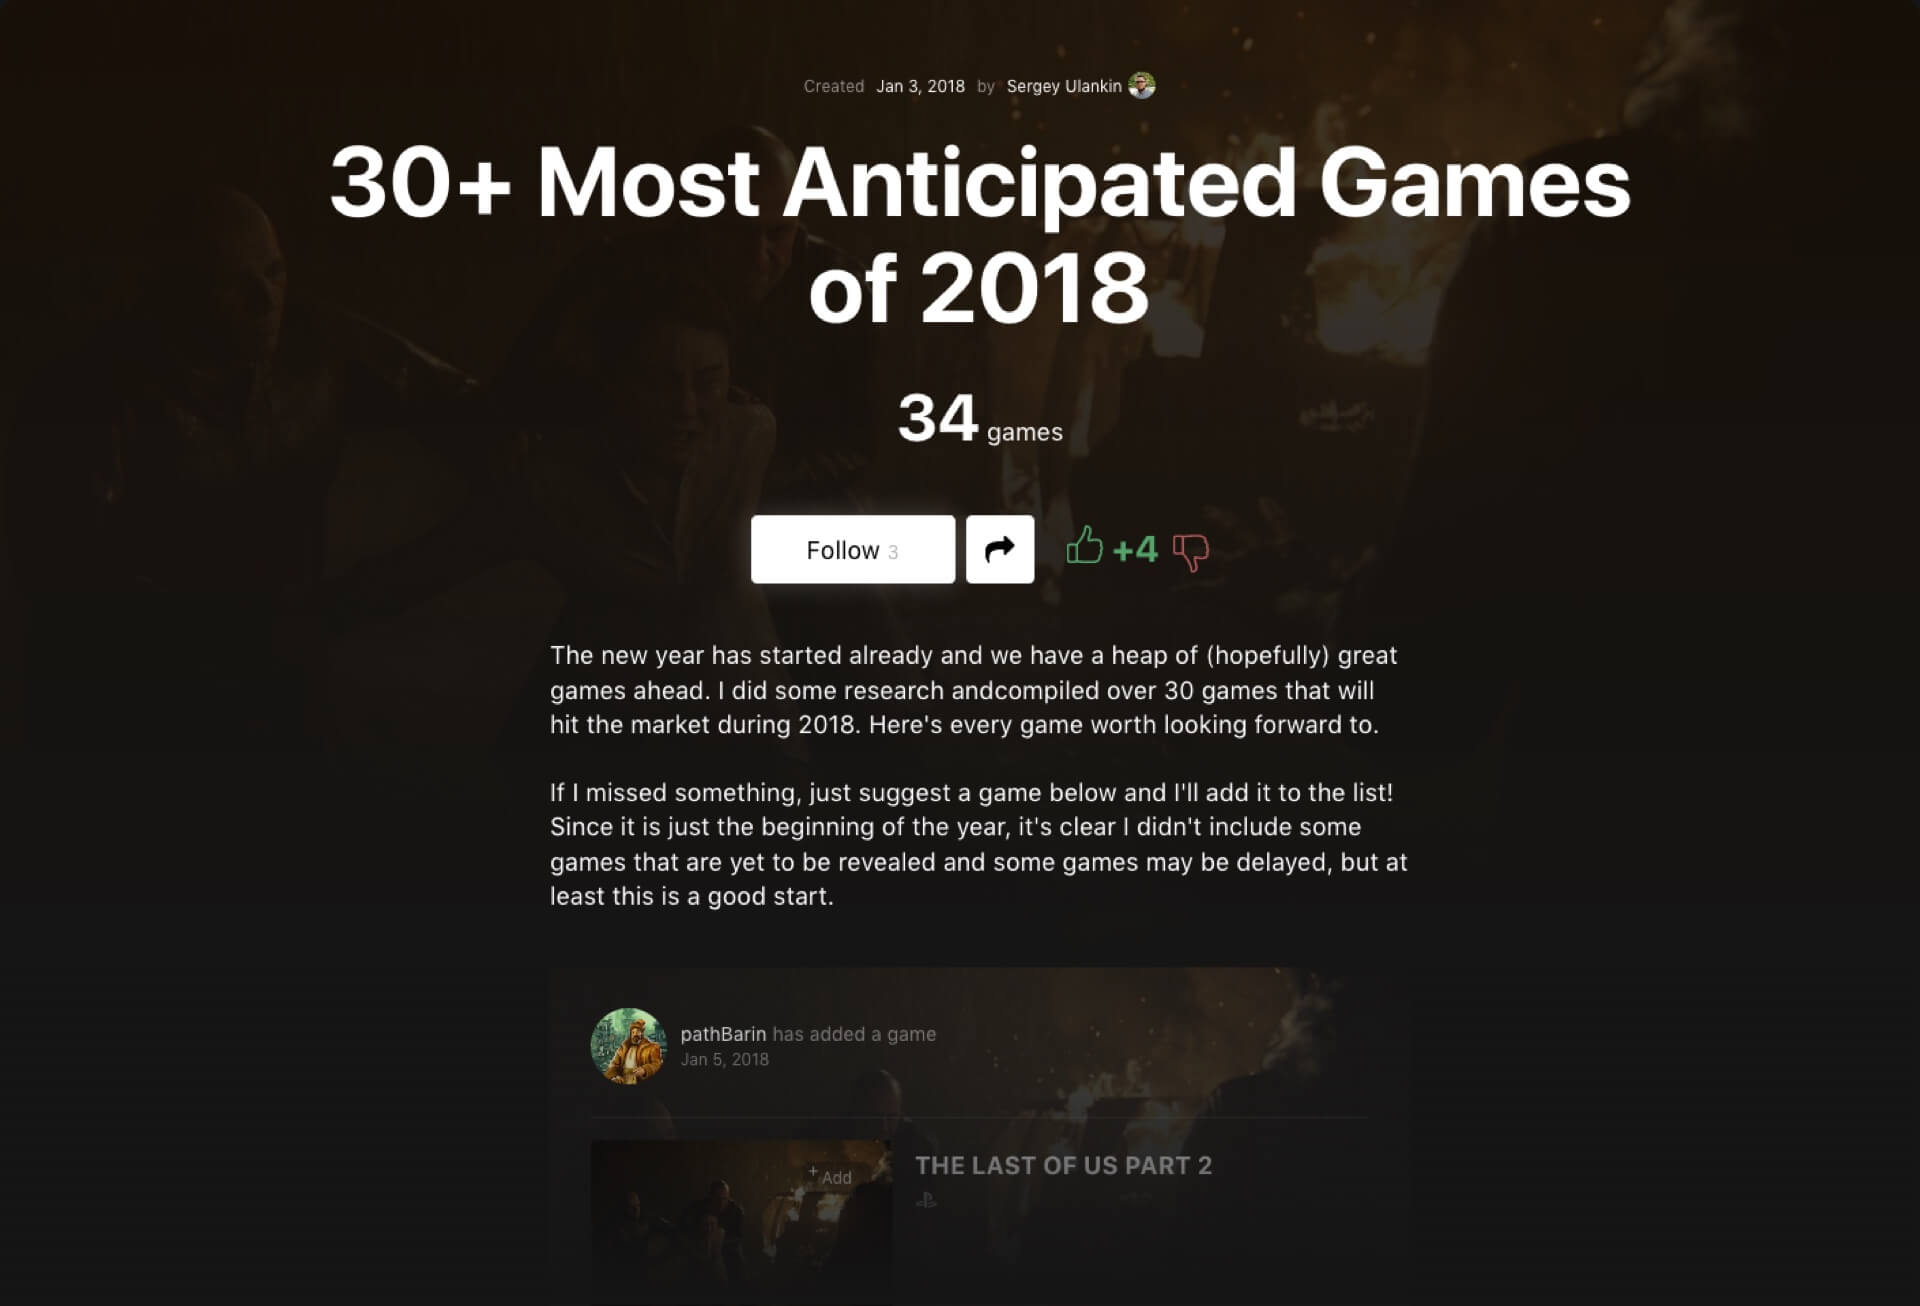 Created Jan 3, 2018 by Sergey Ulankin
30+ Most Anticipated Games
of 2018
34 games
Follow 3
+4
The new year has started already and we have a heap of (hopefully) great
games ahead. I did some research andcompiled over 30 games that will
hit the market during 2018. Here's every game worth looking forward to.
If I missed something, just suggest a game below and I'll add it to the list!
Since it is just the beginning of the year, it's clear I didn't include some
games that are yet to be revealed and some games may be delayed, but at
least this is a good start.
pathBarin has added a game
Jan 5, 2018
+ Add
THE LAST OF US PART 2